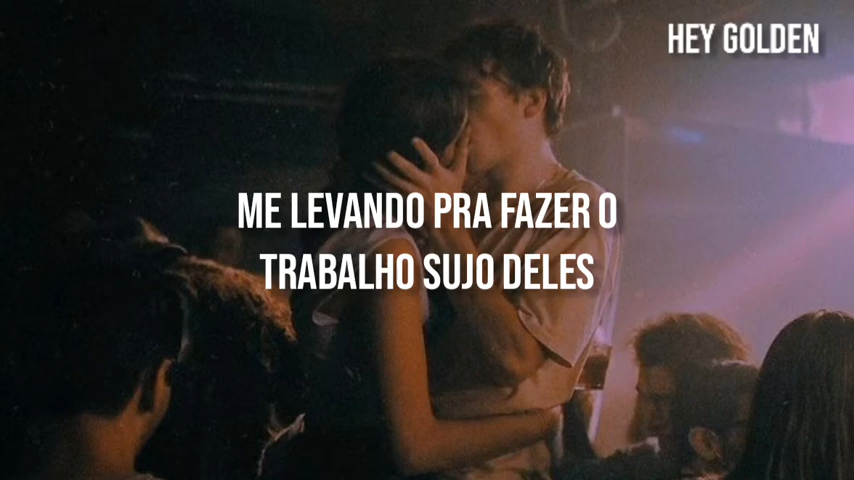 HEY GOLDEN
ME LEVANDO PRA FAZER O
TRABALHO SUJO DELES